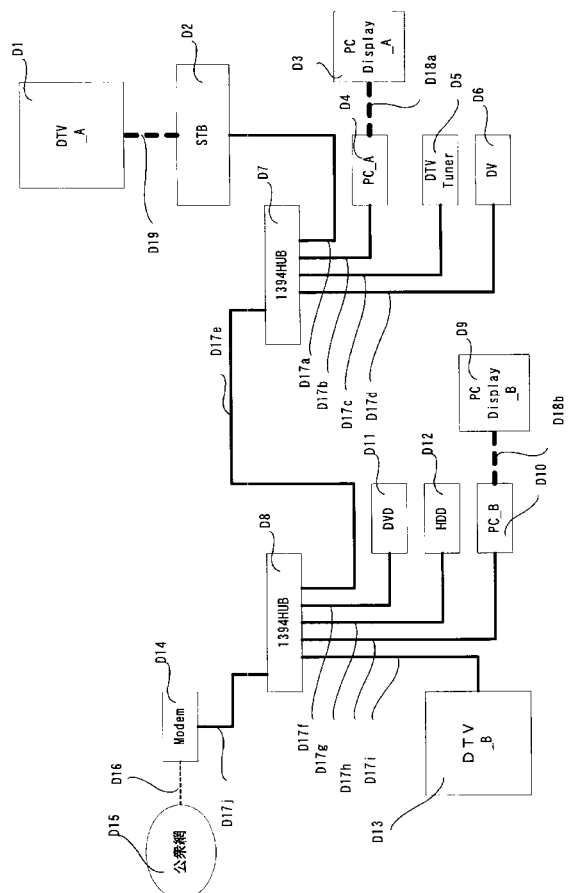 D1
DTV
_A
D19
D2
STB
D3
PC
Display
_A
D18a
D4
PC_A
D5
DTV
Tuner
D6
DV
D7
1394HUB
D17e
D17a
D17b
D17c
D17d
D8
1394HUB
D9
PC
Display
_B
D18b
D10
PC_B
D11
DVD
D12
HDD
D14
Modem
D16
D15
公衆網
D17j
D17f
D17g
D17h
D17i
DTV
_B
D13